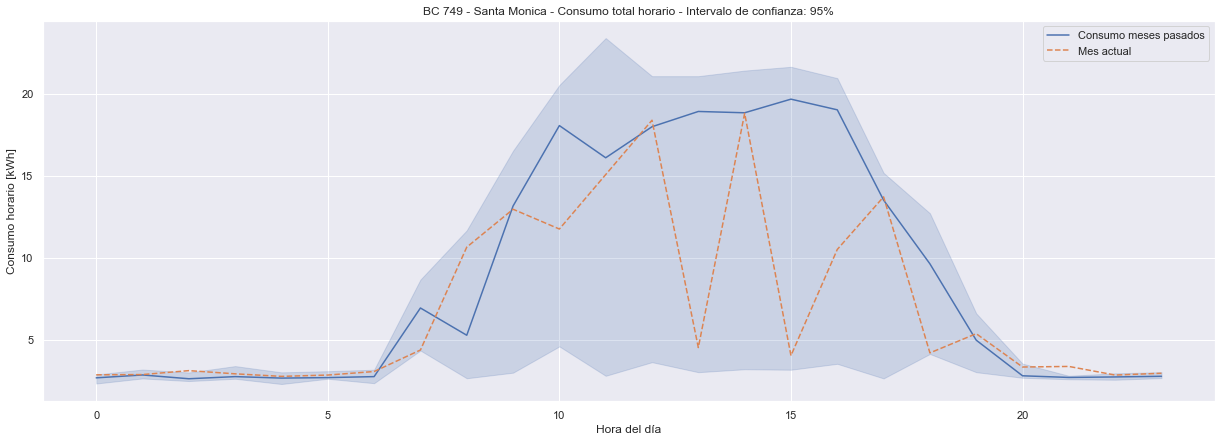 BC 749 - Santa Monica - Consumo total horario - Intervalo de confianza: 95%
Consumo meses pasados
Mes actual
Consumo horario [kWh]
20
15
10
5
0
5
10
15
20
Hora del día